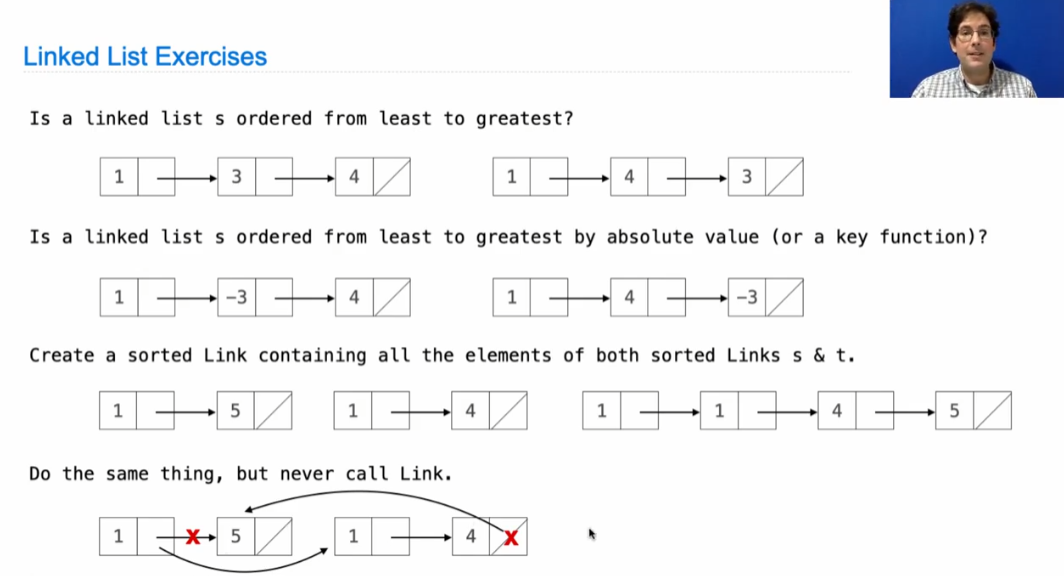 Linked List Exercises
Is a linked list s ordered from least to greatest?
1 3 4 1 4 3
Is a linked list s ordered from least to greatest by absolute value (or a key function)?
1 -3 4 1 4 -3
Create a sorted Link containing all the elements of both sorted Links s & t.
1 5 1 4 1 1 4 5
Do the same thing, but never call Link.
1 x 5 1 4 x